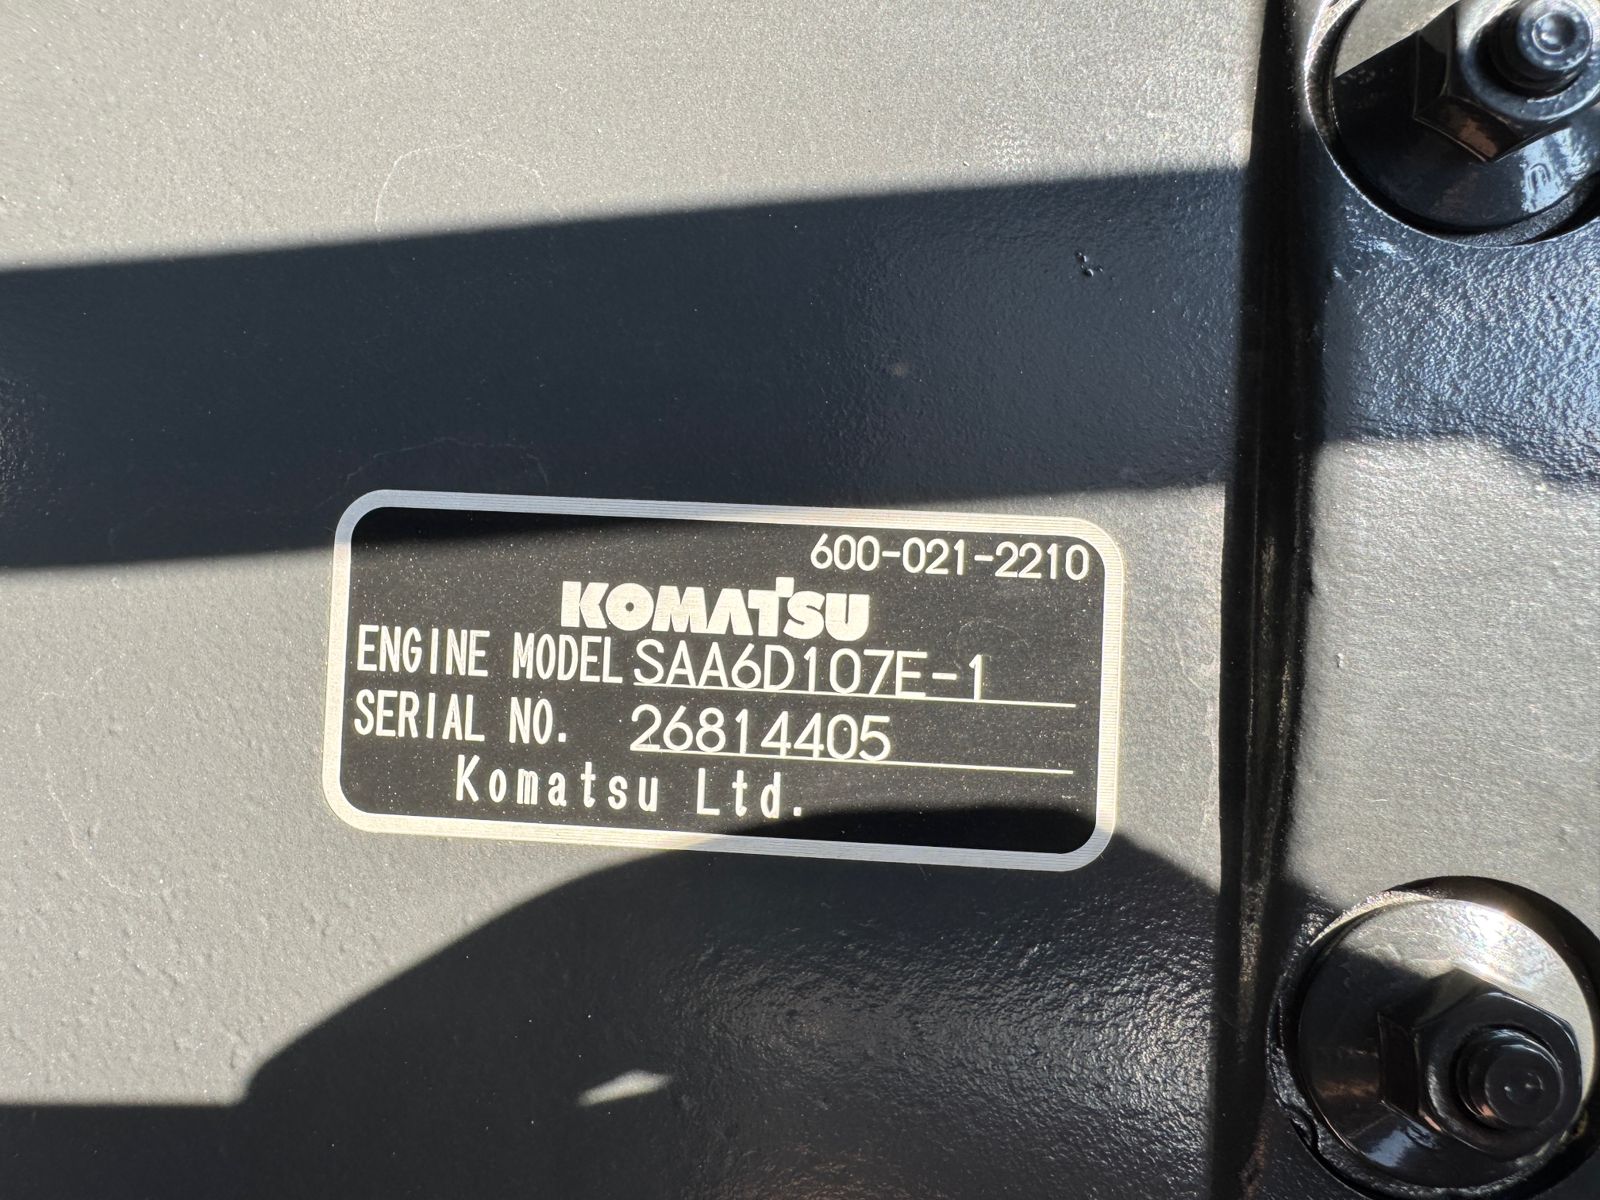 600-021-2210
KOMATSU
ENGINE MODEL SAA6D107E-1
SERIAL NO. 26814405
Komatsu Ltd.